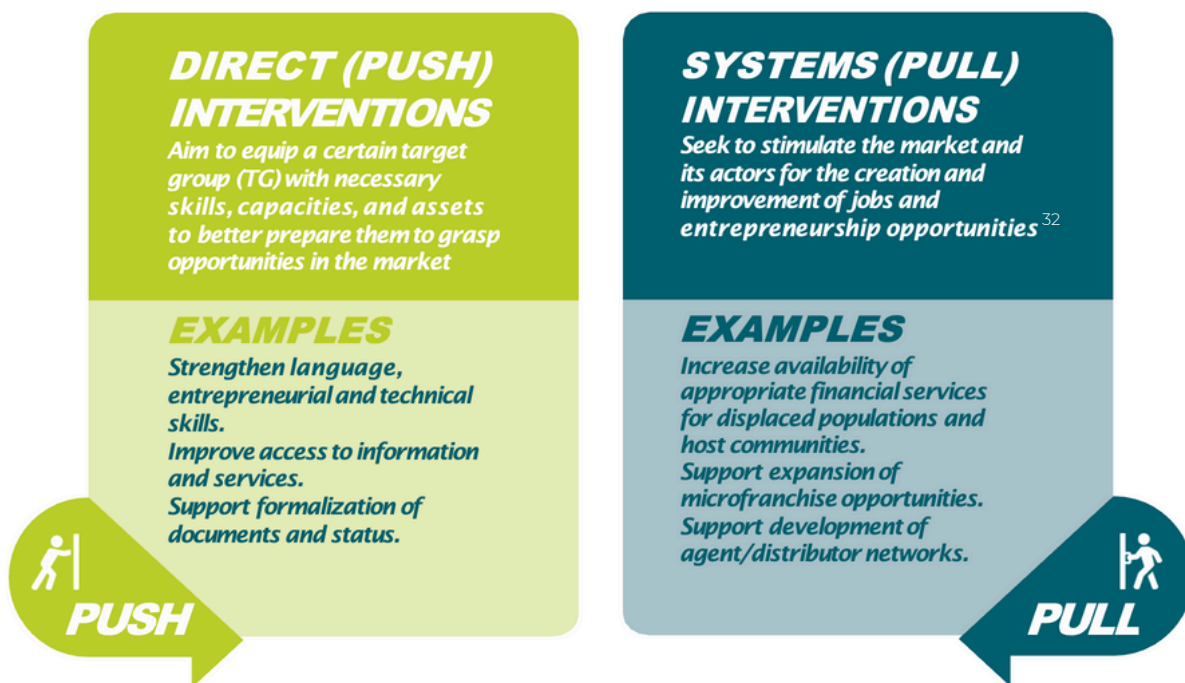 DIRECT (PUSH)
INTERVENTIONS
Aim to equip a certain target
group (TG) with necessary
skills, capacities, and assets
to better prepare them to grasp
opportunities in the market
EXAMPLES
Strengthen language,
entrepreneurial and technical
skills.
Improve access to information
and services.
Support formalization of
documents and status.
PUSH
SYSTEMS (PULL)
INTERVENTIONS
Seek to stimulate the market and
its actors for the creation and
improvement of jobs and
entrepreneurship opportunities 32
EXAMPLES
Increase availability of
appropriate financial services
for displaced populations and
host communities.
Support expansion of
microfranchise opportunities.
Support development of
agent/distributor networks.
PULL